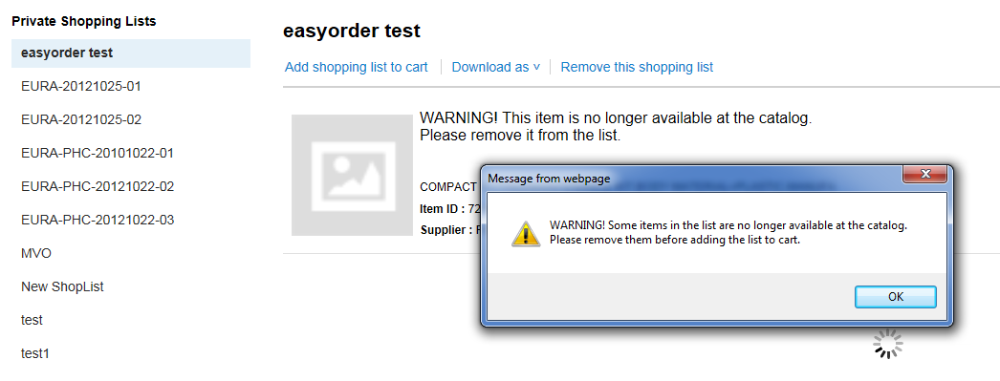 Private Shopping Lists
easyorder test
EURA-20121025-01
EURA-20121025-02
EURA-PHC-20101022-01
EURA-PHC-20121022-02
EURA-PHC-20121022-03
MVO
New ShopList
test
test1
easyorder test
Add shopping list to cart
Download as v
Remove this shopping list
WARNING! This item is no longer available at the catalog.
Please remove it from the list.
COMPACT
Item ID : 72
Supplier :
Message from webpage
WARNING! Some items in the list are no longer available at the catalog.
Please remove them before adding the list to cart.
OK